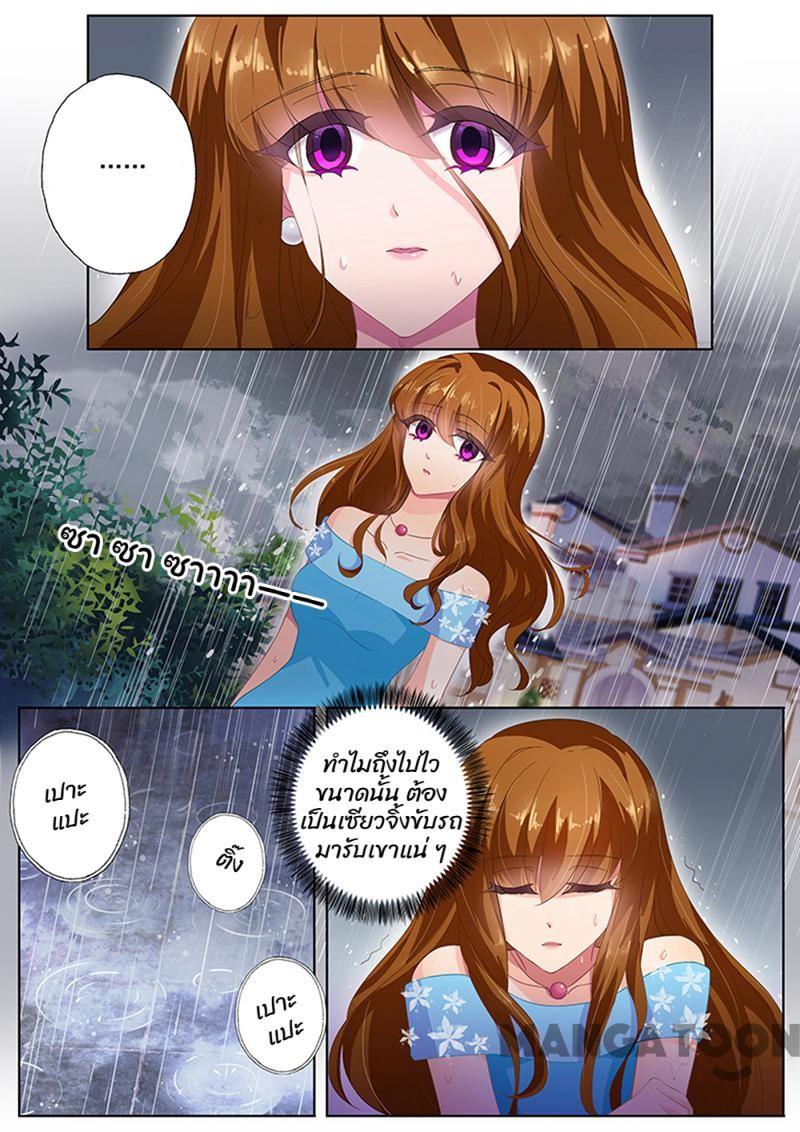 ......
ซา ซา ซาาาา——
เปาะ
แปะ
ติ๊ง
เปาะ
แปะ
ทำไมถึงไปไว
ขนาดนั้น ต้อง
เป็นเซียวจิ้งขับรถ
มารับเขาแน่ ๆ
MANGATOON